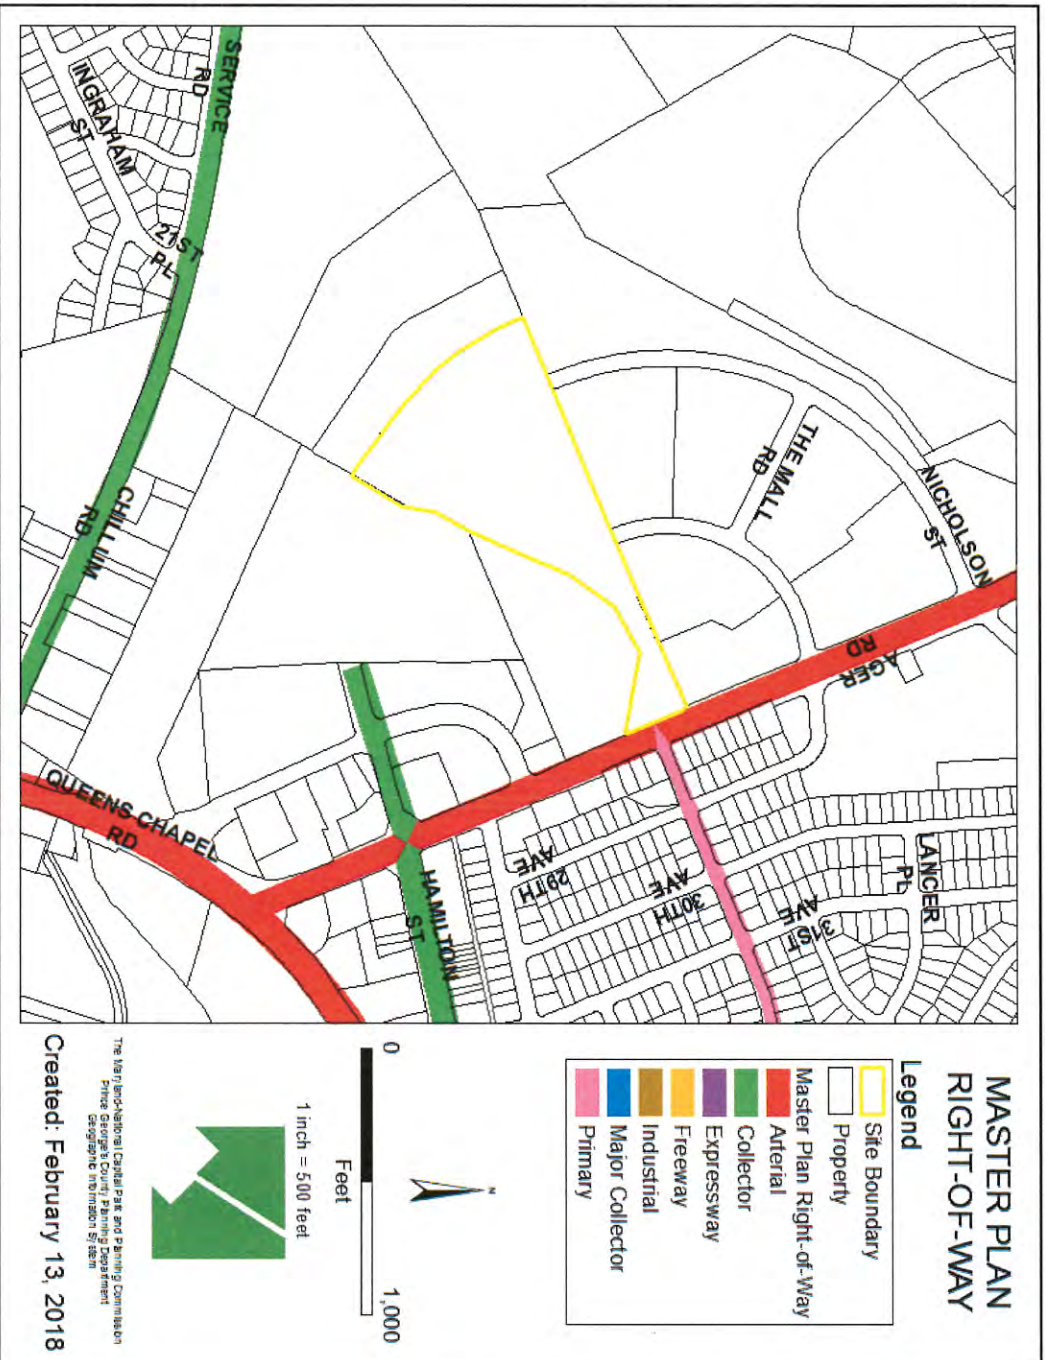 MASTER PLAN
RIGHT-OF-WAY
Legend
Site Boundary
Property
Master Plan Right-of-Way
Arterial
Collector
Expressway
Freeway
Industrial
Major Collector
Primary
N
1 inch = 500 feet
Feet
0
1,000
The Maryland-National Capital Park and Planning Commission
Prince George's County Planning Department
Geographic Information System
Created: February 13, 2018
NICHOLSON
ST
THE MALL
RD
AGER
RD
LANCER
PL
31ST
AVE
30TH
AVE
29TH
AVE
HAMILTON
ST
QUEENS CHAPEL
RD
CHILLUM
RD
21ST
PL
SERVICE
RD
INGRAHAM
ST